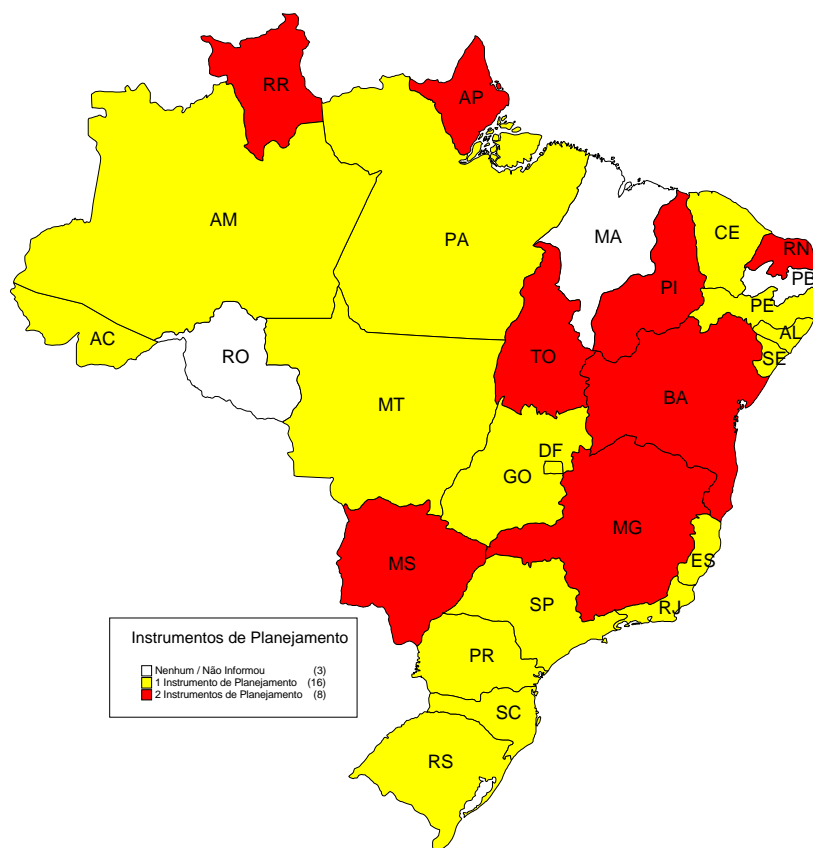 RR
AP
AM
PA
MA
CE
RN
PB
PI
PE
AL
SE
AC
RO
TO
BA
MT
DF
GO
MG
MS
ES
SP
RJ
PR
SC
RS
Instrumentos de Planejamento
Nenhum / Não Informou (3)
1 Instrumento de Planejamento (16)
2 Instrumentos de Planejamento (8)